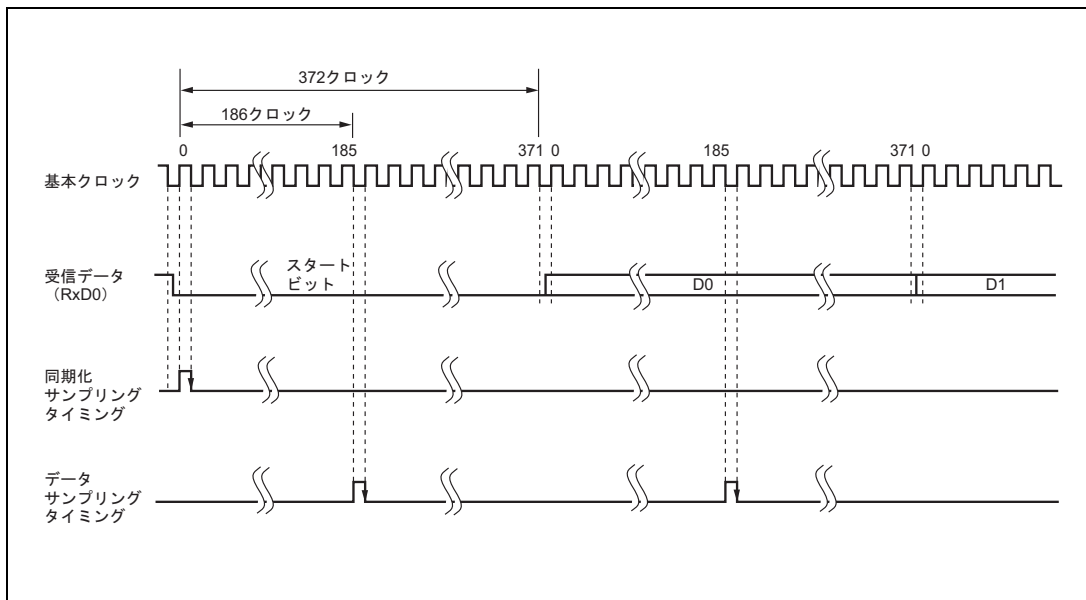 372クロック
186クロック
0 185 371 0 185 371 0
基本クロック
受信データ
(RxD0)
スタート
ビット
D0
D1
同期化
サンプリング
タイミング
データ
サンプリング
タイミング